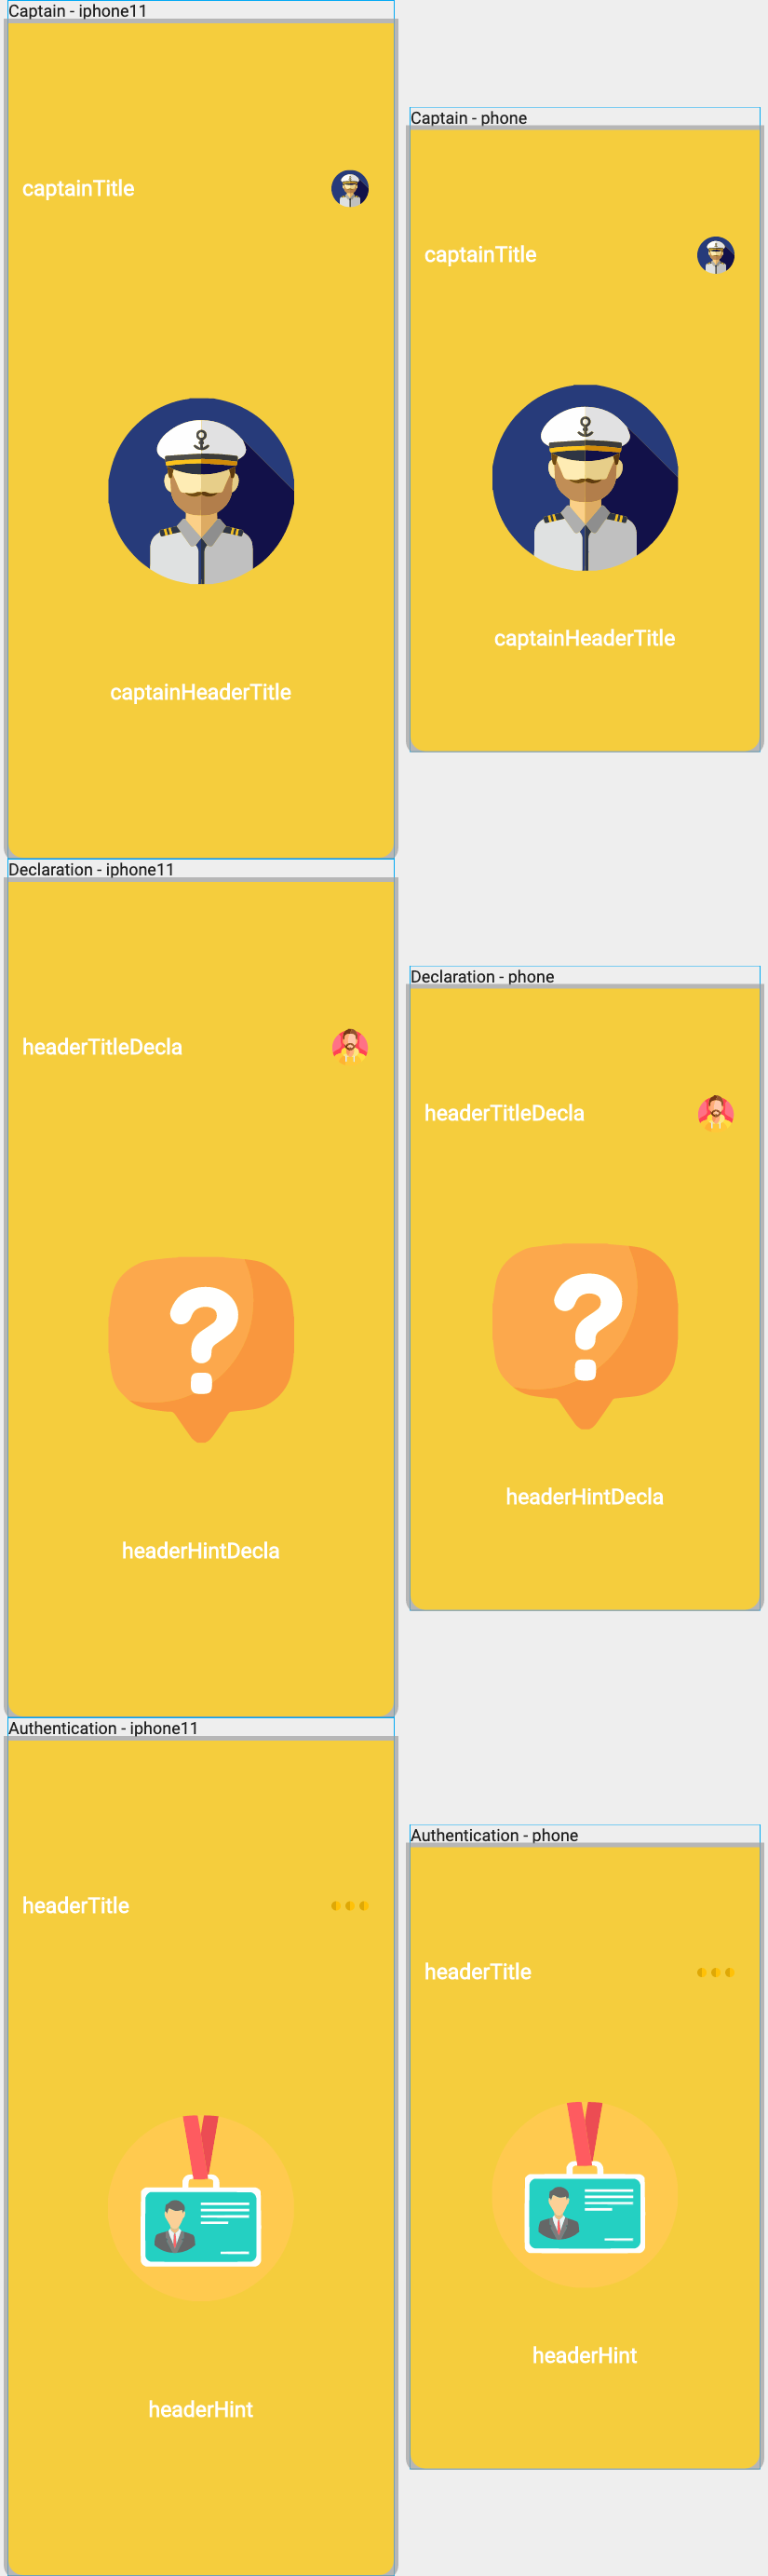 Captain - iphone11
captainTitle
captainHeaderTitle
Captain - phone
captainTitle
captainHeaderTitle
Declaration - iphone11
headerTitleDecla
?
headerHintDecla
Declaration - phone
headerTitleDecla
?
headerHintDecla
Authentication - iphone11
headerTitle
headerHint
Authentication - phone
headerTitle
headerHint